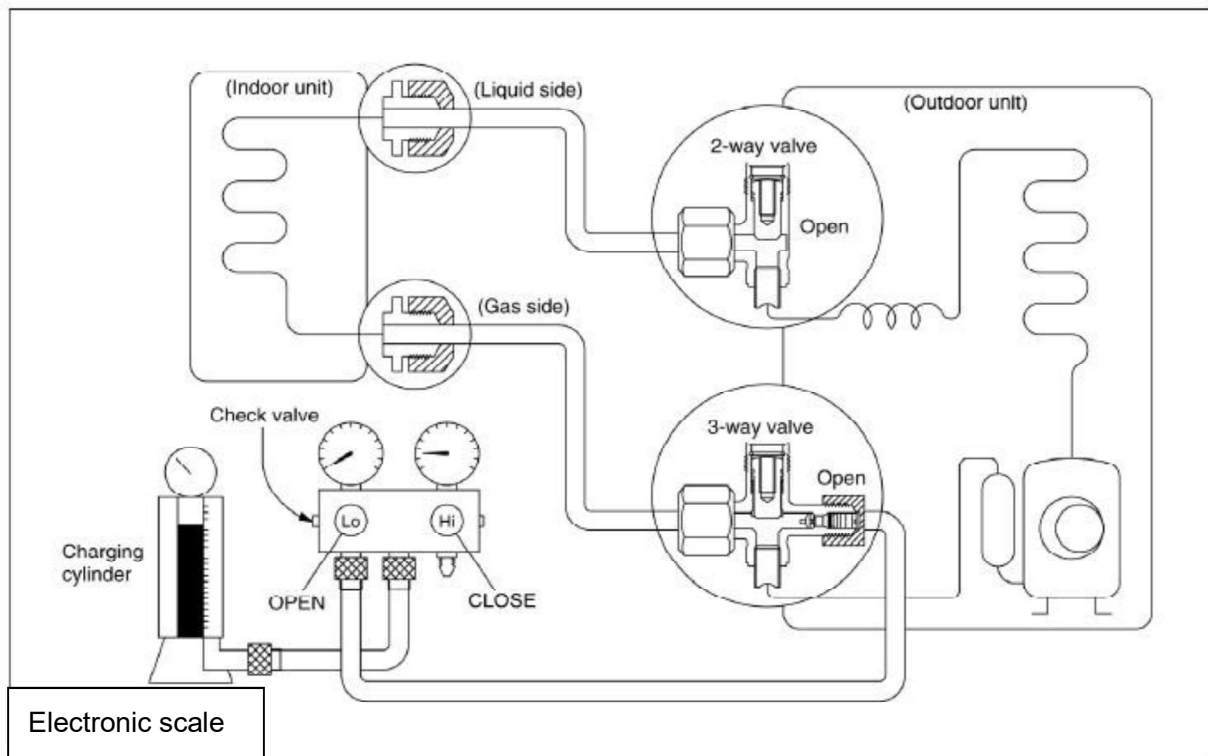 (Indoor unit)
(Liquid side)
(Outdoor unit)
2-way valve
Open
(Gas side)
Check valve
3-way valve
Open
Lo
Hi
Charging
cylinder
OPEN
CLOSE
Electronic scale